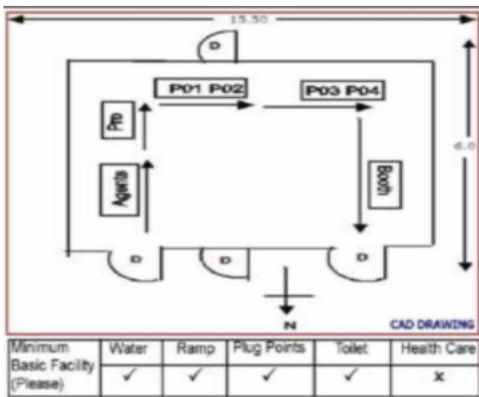 15.50
D
P01 P02
P03 P04
Pro
6.0
Agents
Booth
D
D
D
N
CAD DRAWING
Minimum Basic Facility (Please)
Water
Ramp
Plug Points
Toilet
Health Care
✓
✓
✓
✓
x